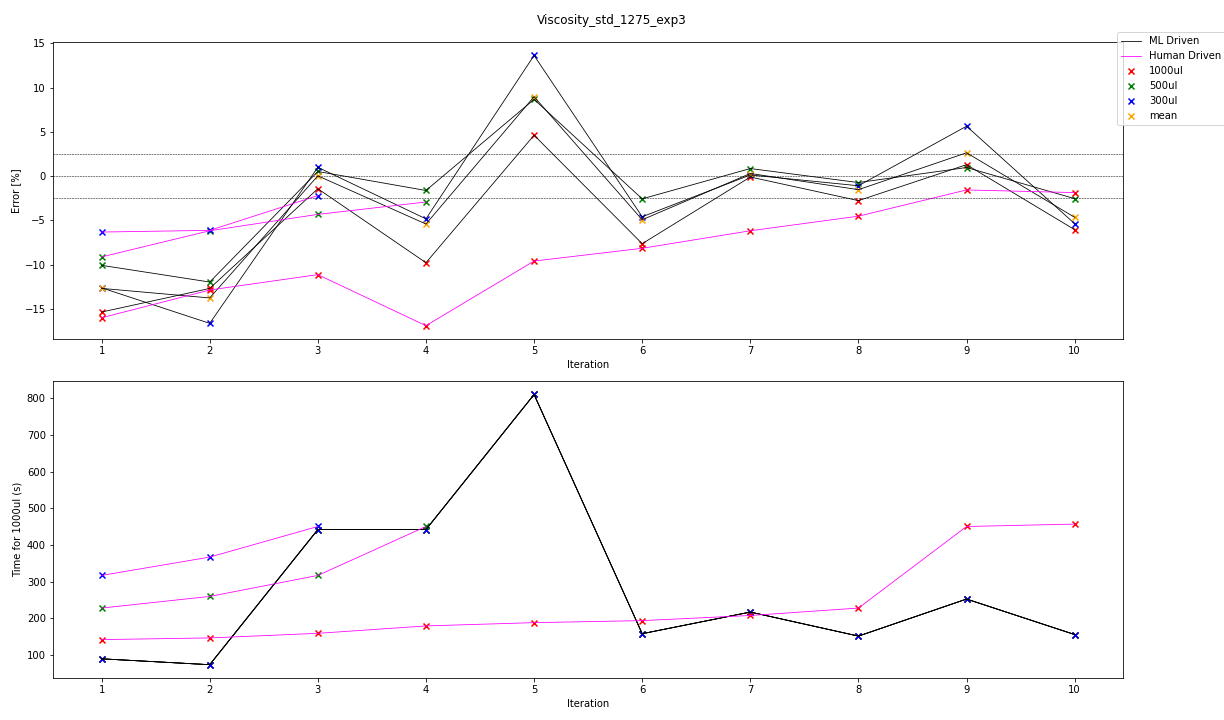 Viscosity_std_1275_exp3
ML Driven
Human Driven
1000ul
500ul
300ul
mean
15
10
5
0
−5
−10
−15
Error [%]
1 2 3 4 5 6 7 8 9 10
Iteration
800
700
600
500
400
300
200
100
Time for 1000ul (s)
1 2 3 4 5 6 7 8 9 10
Iteration